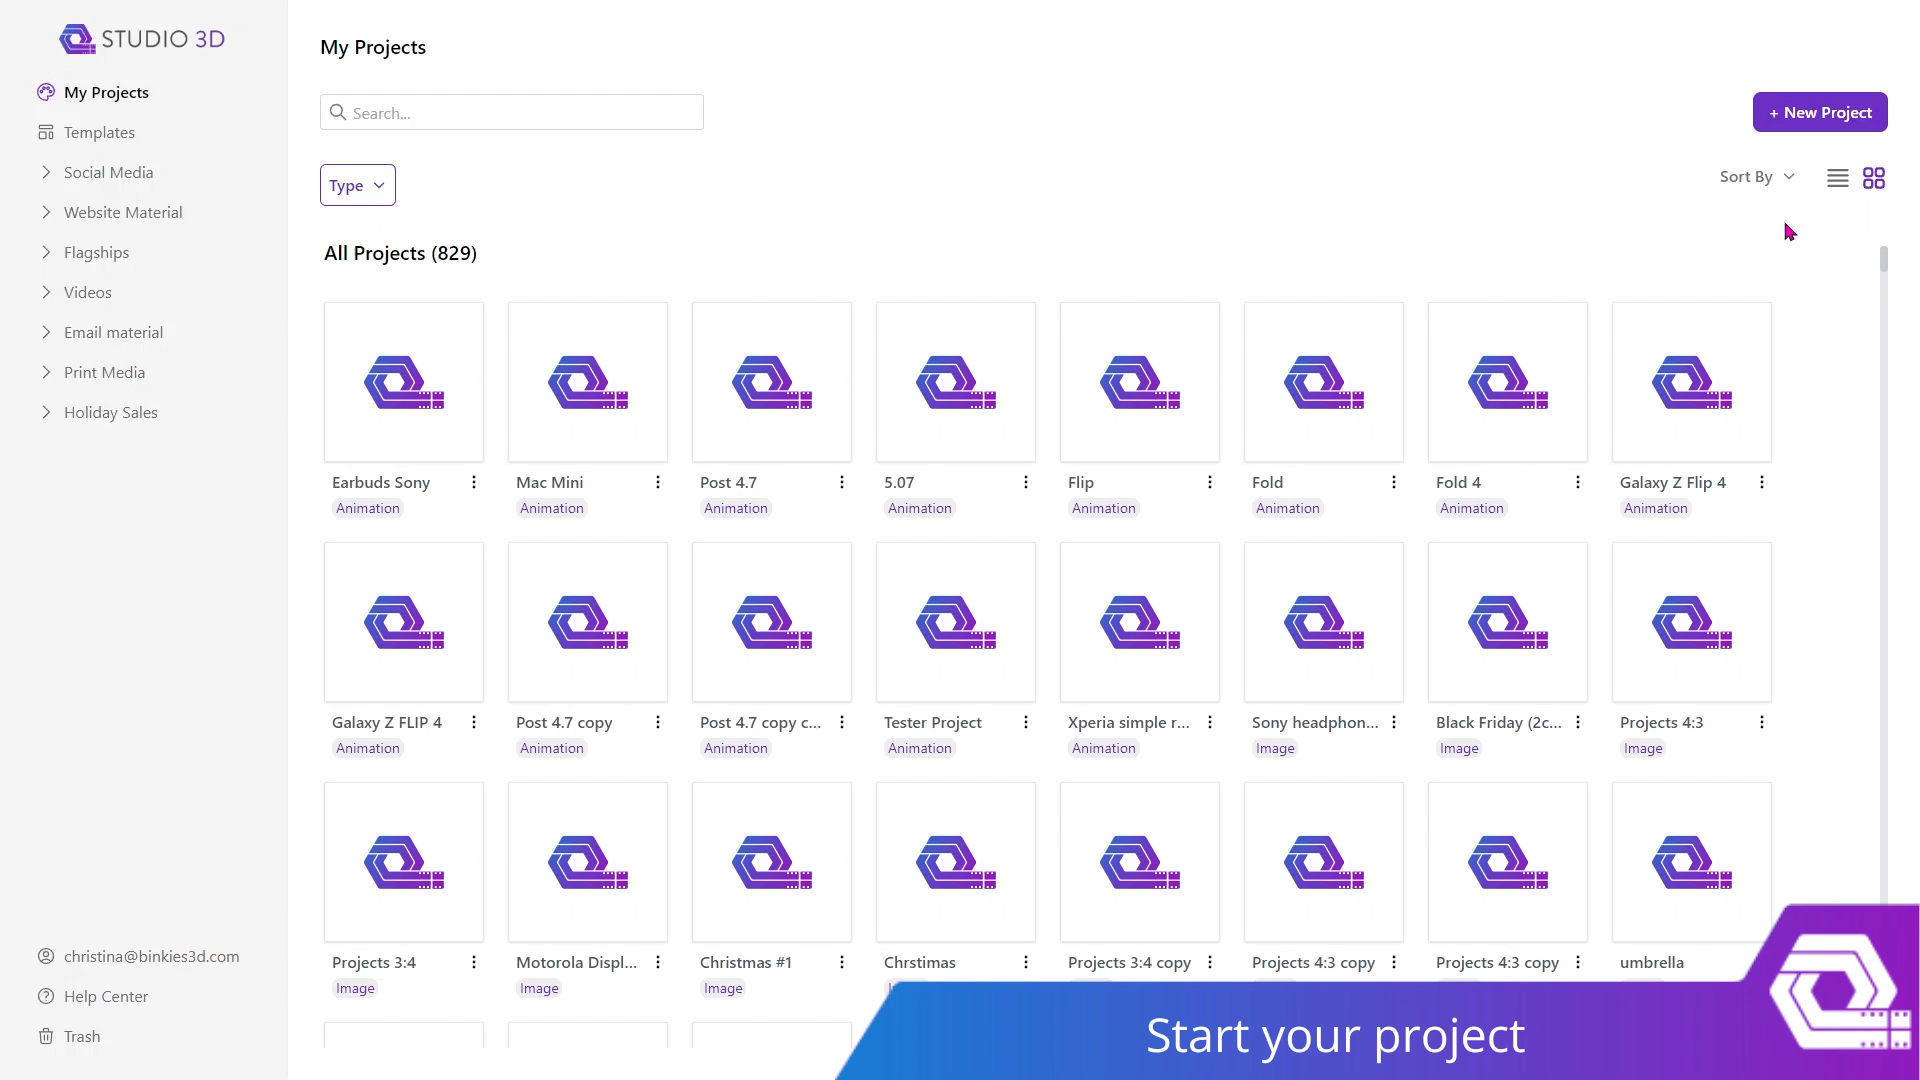 STUDIO 3D
My Projects
Templates
Social Media
Website Material
Flagships
Videos
Email material
Print Media
Holiday Sales
christina@binkies3d.com
Help Center
Trash
My Projects
Search...
+ New Project
Type
Sort By
All Projects (829)
Earbuds Sony
Animation
Mac Mini
Animation
Post 4.7
Animation
5.07
Animation
Flip
Animation
Fold
Animation
Fold 4
Animation
Galaxy Z Flip 4
Animation
Galaxy Z FLIP 4
Animation
Post 4.7 copy
Animation
Post 4.7 copy c...
Animation
Tester Project
Animation
Xperia simple r...
Animation
Sony headphon...
Image
Black Friday (2c...
Image
Projects 4:3
Image
Projects 3:4
Image
Motorola Displ...
Image
Christmas #1
Image
Chrstimas
Projects 3:4 copy
Projects 4:3 copy
Projects 4:3 copy
umbrella
Start your project